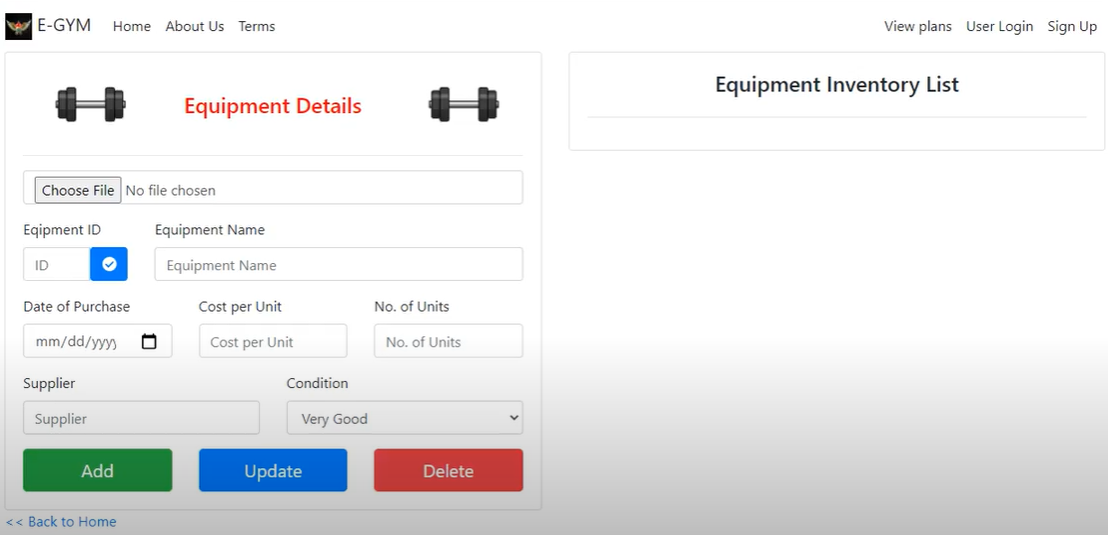 E-GYM Home About Us Terms View plans User Login Sign Up
Equipment Details
Choose File No file chosen
Eqipment ID Equipment Name
ID Equipment Name
Date of Purchase Cost per Unit No. of Units
mm/dd/yyyy Cost per Unit No. of Units
Supplier Condition
Supplier Very Good
Add Update Delete
<< Back to Home
Equipment Inventory List